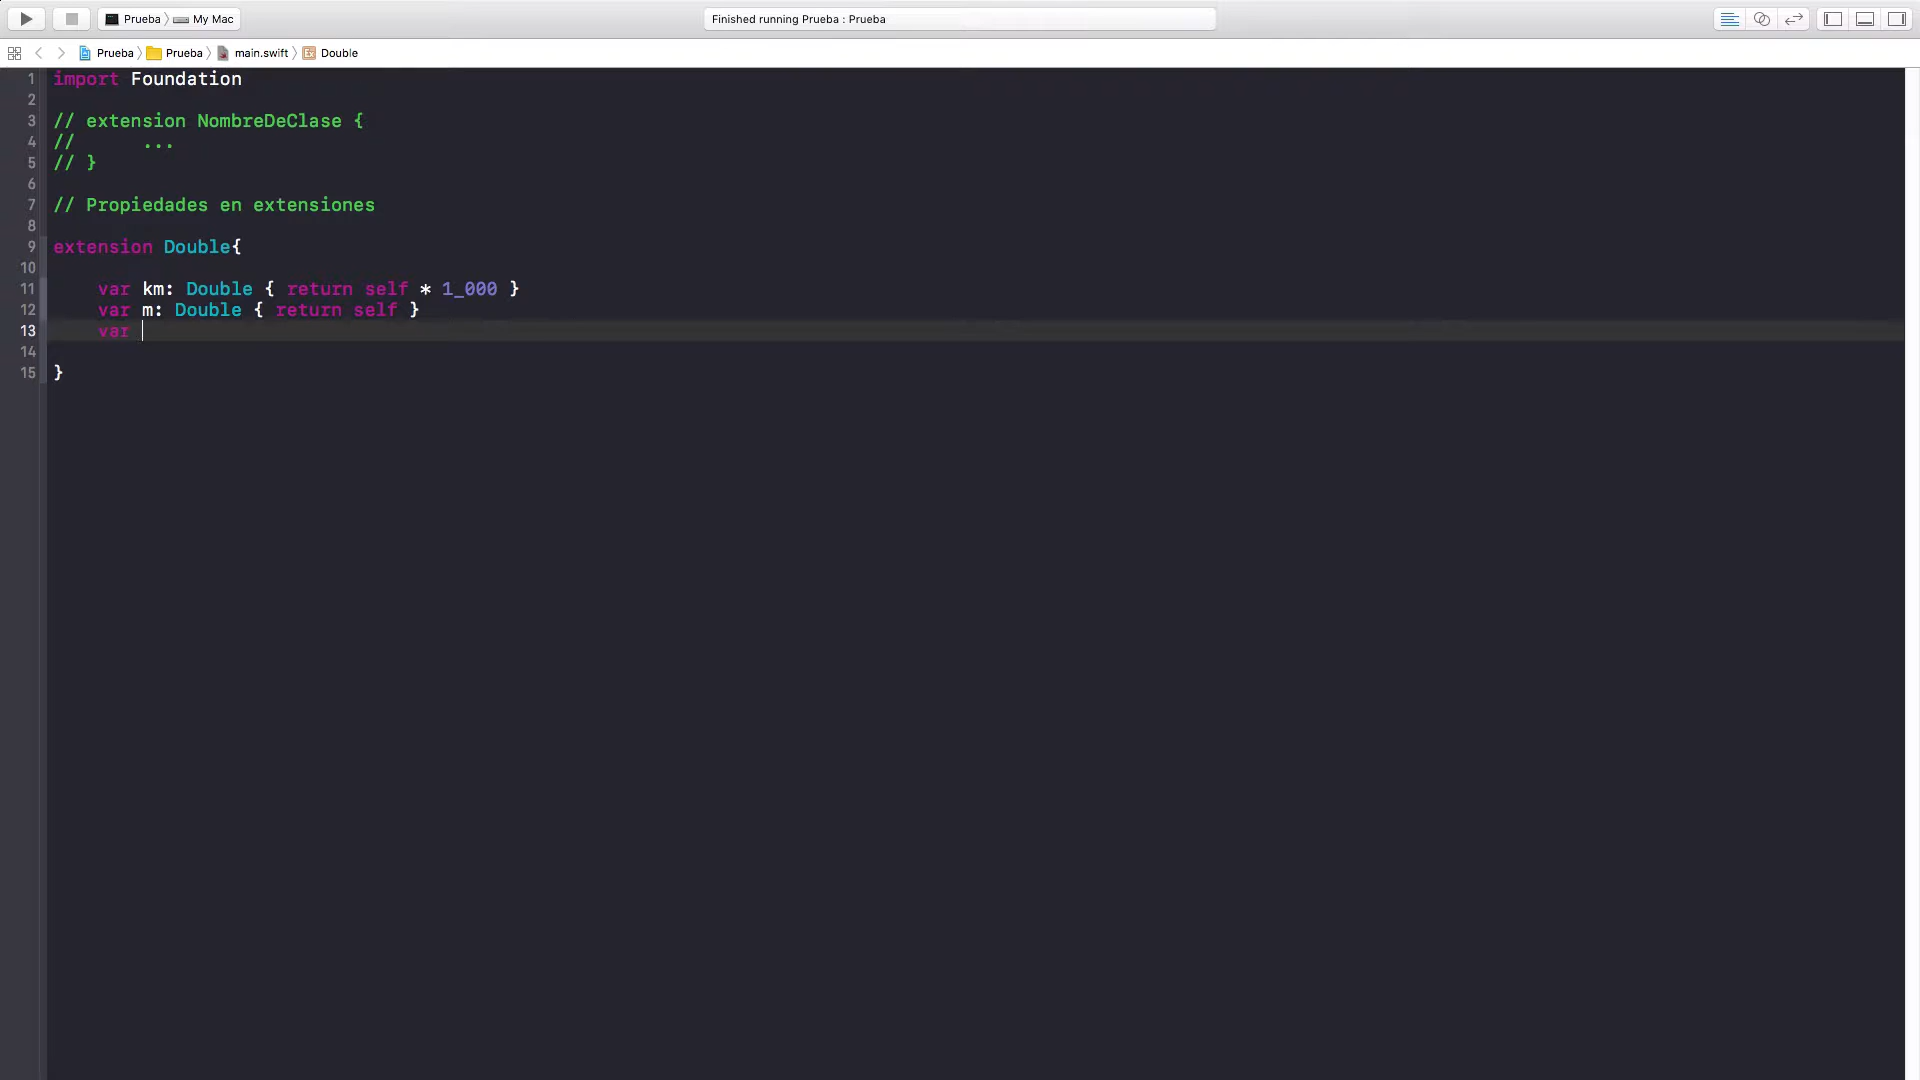 Prueba My Mac
Finished running Prueba : Prueba
Prueba Prueba main.swift Double
1 import Foundation
2
3 // extension NombreDeClase {
4 //      ...
5 // }
6
7 // Propiedades en extensiones
8
9 extension Double{
10
11     var km: Double { return self * 1_000 }
12     var m: Double { return self }
13     var
14
15 }